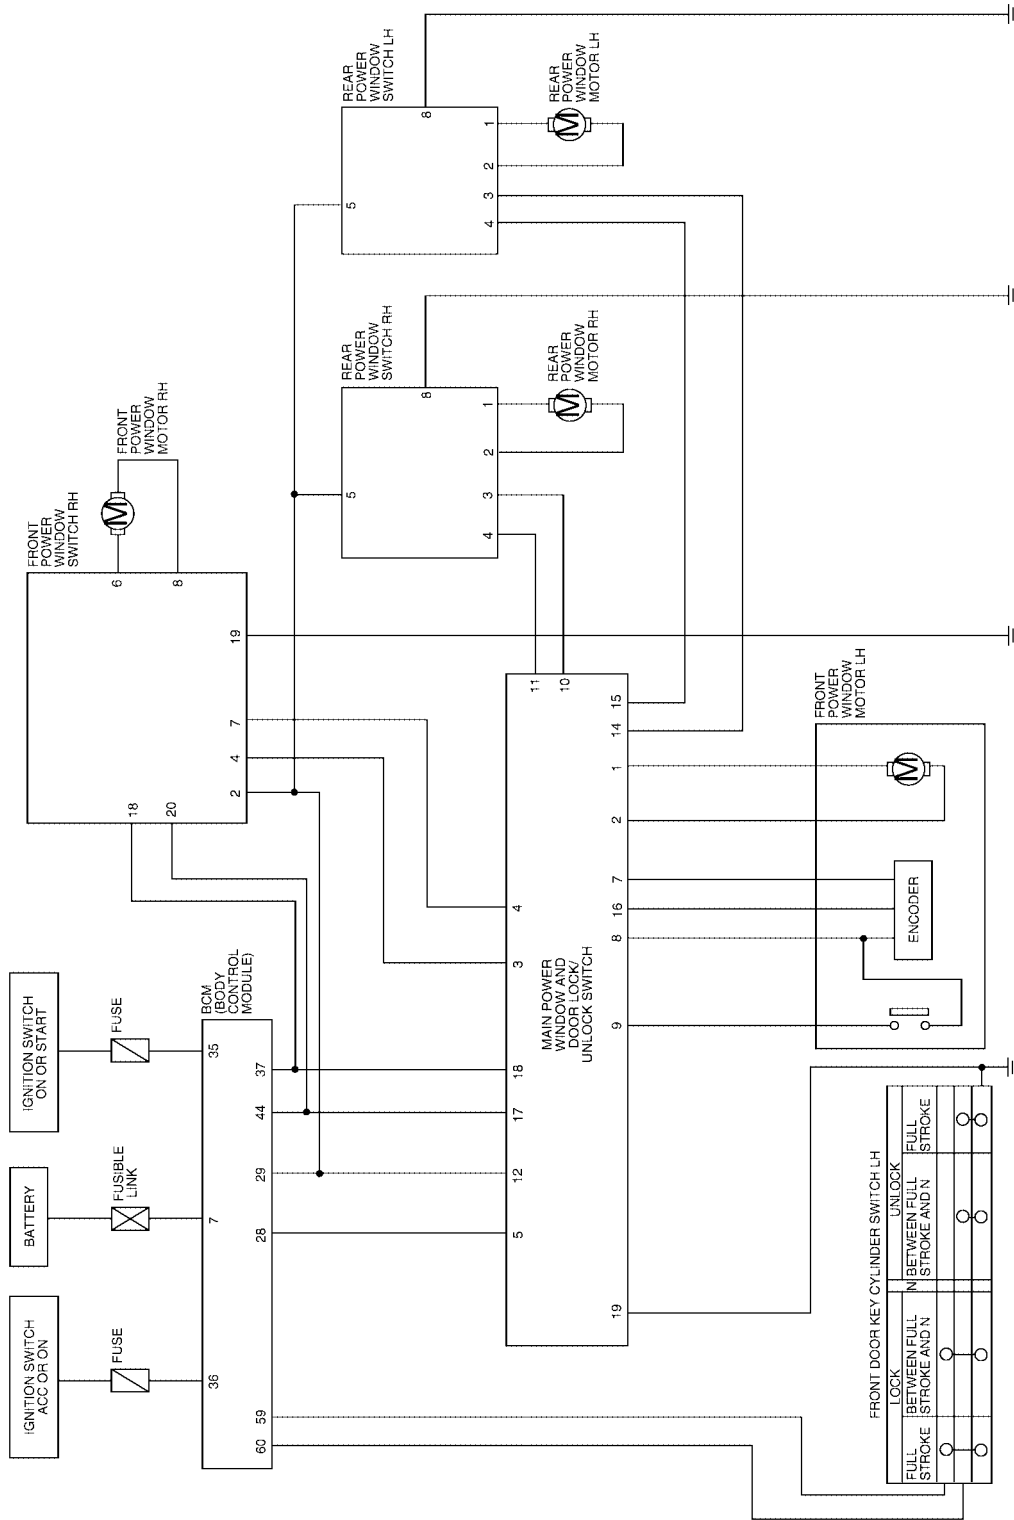 IGNITION SWITCH
ACC OR ON
BATTERY
IGNITION SWITCH
ON OR START
FUSE
FUSIBLE
LINK
FUSE
36
7
35
BCM
(BODY
CONTROL
MODULE)
60
59
28
29
44
37
18
20
2
4
7
19
6
8
FRONT
POWER
WINDOW
SWITCH RH
FRONT
POWER
WINDOW
MOTOR RH
M
REAR
POWER
WINDOW
SWITCH RH
5
8
4
3
2
1
M
REAR
POWER
WINDOW
MOTOR RH
REAR
POWER
WINDOW
SWITCH LH
5
8
4
3
2
1
M
REAR
POWER
WINDOW
MOTOR LH
5
12
17
18
3
4
11
10
MAIN POWER
WINDOW AND
DOOR LOCK/
UNLOCK SWITCH
19
9
8
16
7
2
1
14
15
FRONT
POWER
WINDOW
MOTOR LH
ENCODER
M
FRONT DOOR KEY CYLINDER SWITCH LH
LOCK
N
UNLOCK
FULL
STROKE
BETWEEN FULL
STROKE AND N
BETWEEN FULL
STROKE AND N
FULL
STROKE